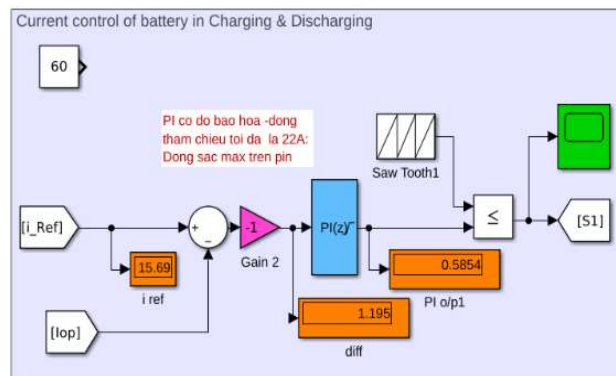 Current control of battery in Charging & Discharging
60
PI co do bao hoa -dong
tham chieu toi da la 22A:
Dong sac max tren pin
Saw Tooth1
[i_Ref]
+
-
-1
PI(z)
≤
[S1]
Gain 2
15.69
i ref
0.5854
PI o/p1
[Iop]
1.195
diff